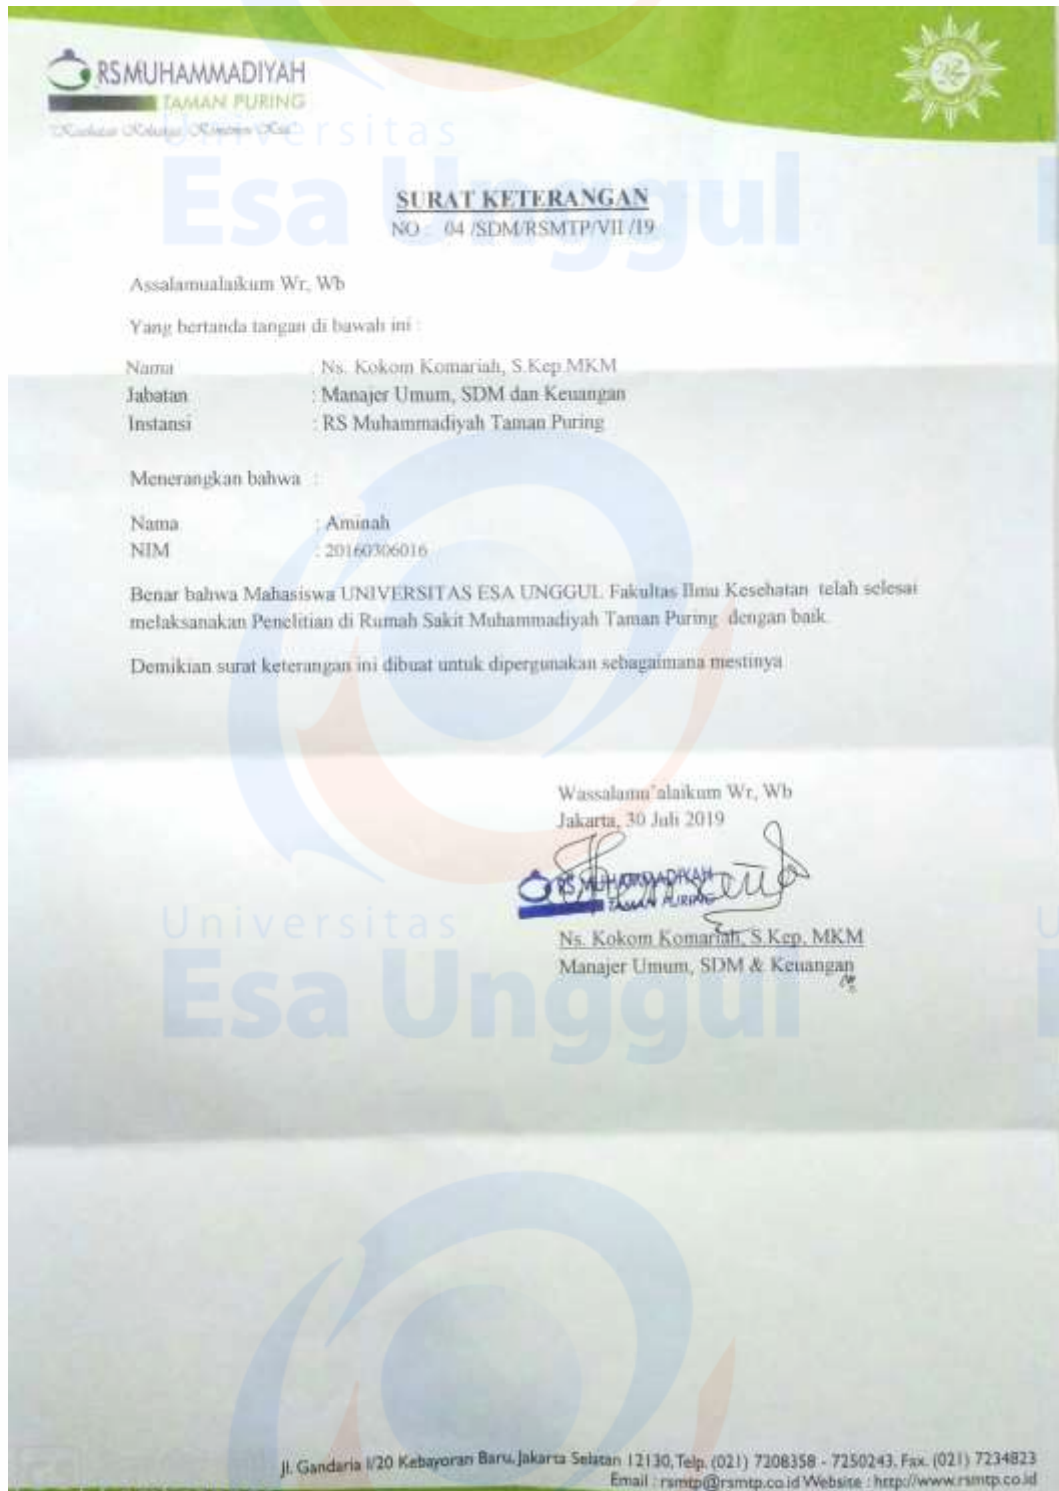 RS MUHAMMADIYAH
TAMAN PURING
Universitas
Esa Unggul
SURAT KETERANGAN
NO : 04 /SDM/RSMTP/VII /19
Assalamualaikum Wr, Wb
Yang bertanda tangan di bawah ini :
Nama : Ns. Kokom Komariah, S.Kep.MKM
Jabatan : Manajer Umum, SDM dan Keuangan
Instansi : RS Muhammadiyah Taman Puring
Menerangkan bahwa :
Nama : Aminah
NIM : 20160306016
Benar bahwa Mahasiswa UNIVERSITAS ESA UNGGUL Fakultas Ilmu Kesehatan telah selesai
melaksanakan Penelitian di Rumah Sakit Muhammadiyah Taman Puring dengan baik.
Demikian surat keterangan ini dibuat untuk dipergunakan sebagaimana mestinya
Wassalamu'alaikum Wr, Wb
Jakarta, 30 Juli 2019
RS MUHAMMADIYAH
TAMAN PURING
Ns. Kokom Komariah, S.Kep, MKM
Manajer Umum, SDM & Keuangan
Universitas
Esa Unggul
Jl. Gandaria I/20 Kebayoran Baru, Jakarta Selatan 12130, Telp. (021) 7208358 - 7250243, Fax. (021) 7234823
Email : rsmtp@rsmtp.co.id Website : http://www.rsmtp.co.id